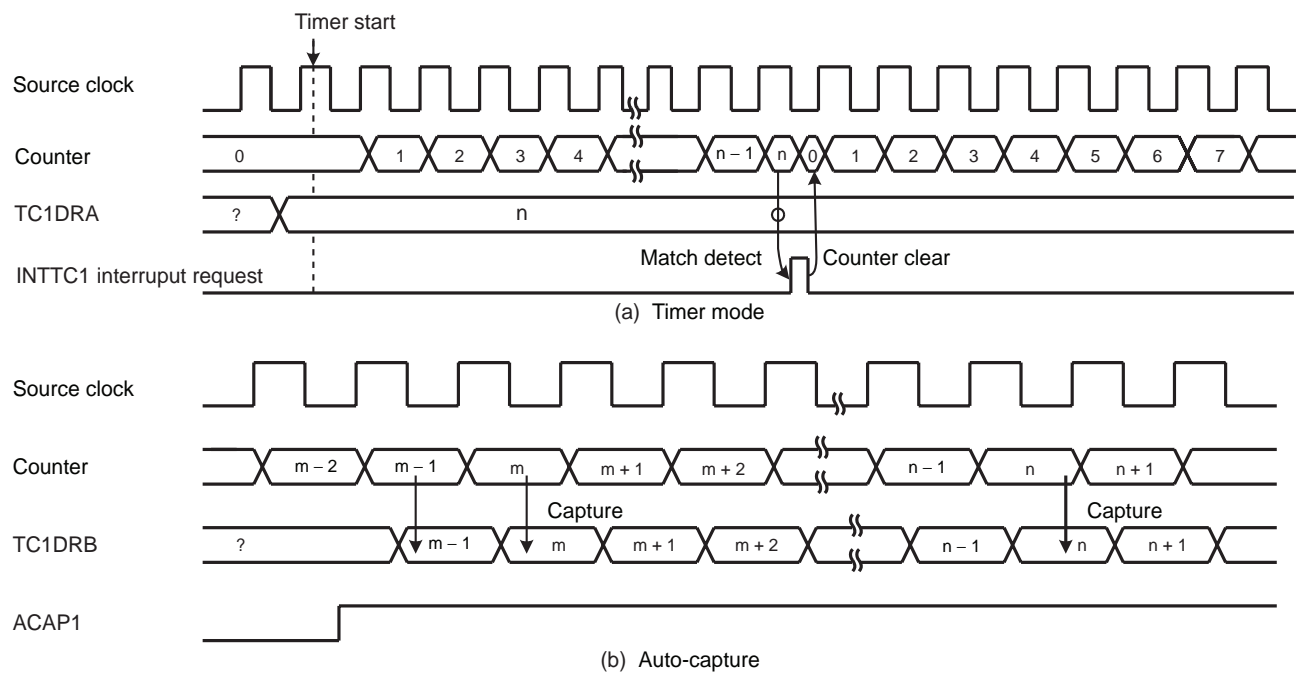 Timer start
Source clock
Counter 0 1 2 3 4 n – 1 n 0 1 2 3 4 5 6 7
TC1DRA ? n
Match detect Counter clear
INTTC1 interruput request
(a) Timer mode
Source clock
Counter m – 2 m – 1 m m + 1 m + 2 n – 1 n n + 1
Capture Capture
TC1DRB ? m – 1 m m + 1 m + 2 n – 1 n n + 1
ACAP1
(b) Auto-capture